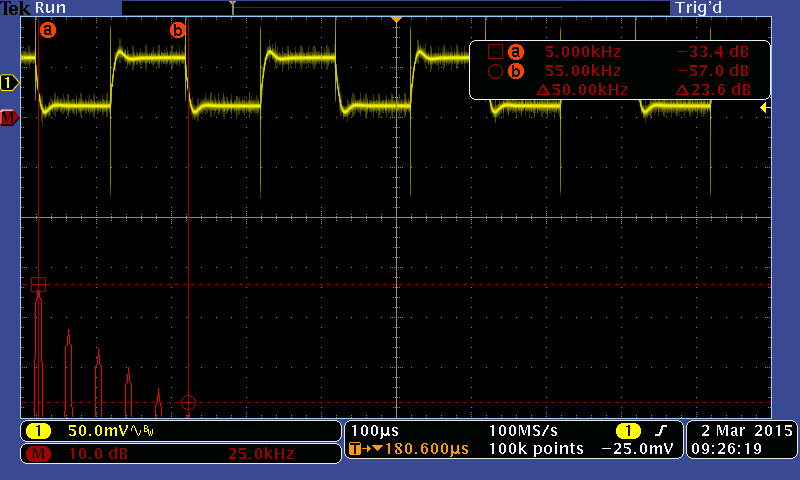 Tek Run Trig'd
a b
a 5.000kHz −33.4 dB
b 55.00kHz −57.0 dB
Δ50.00kHz Δ23.6 dB
1
M
1 50.0mV∿BW 100µs 100MS/s 1 −25.0mV 2 Mar 2015
M 10.0 dB 25.0kHz T→▼180.600µs 100k points 09:26:19